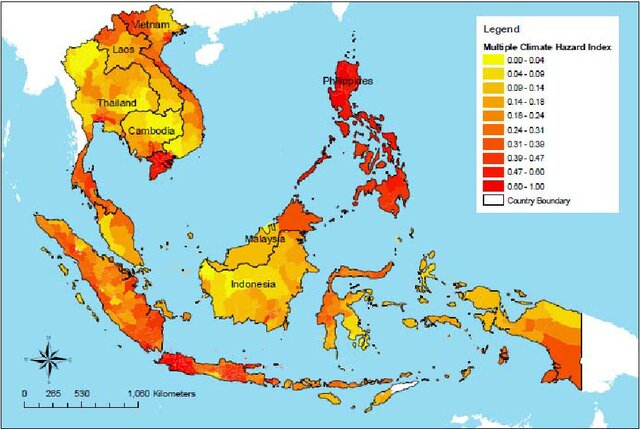 Vietnam
Laos
Thailand
Cambodia
Philippines
Malaysia
Indonesia
Legend
Multiple Climate Hazard Index
0.00 - 0.04
0.04 - 0.09
0.09 - 0.14
0.14 - 0.18
0.18 - 0.24
0.24 - 0.31
0.31 - 0.39
0.39 - 0.47
0.47 - 0.60
0.60 - 1.00
Country Boundary
0 265 530 1,060 Kilometers